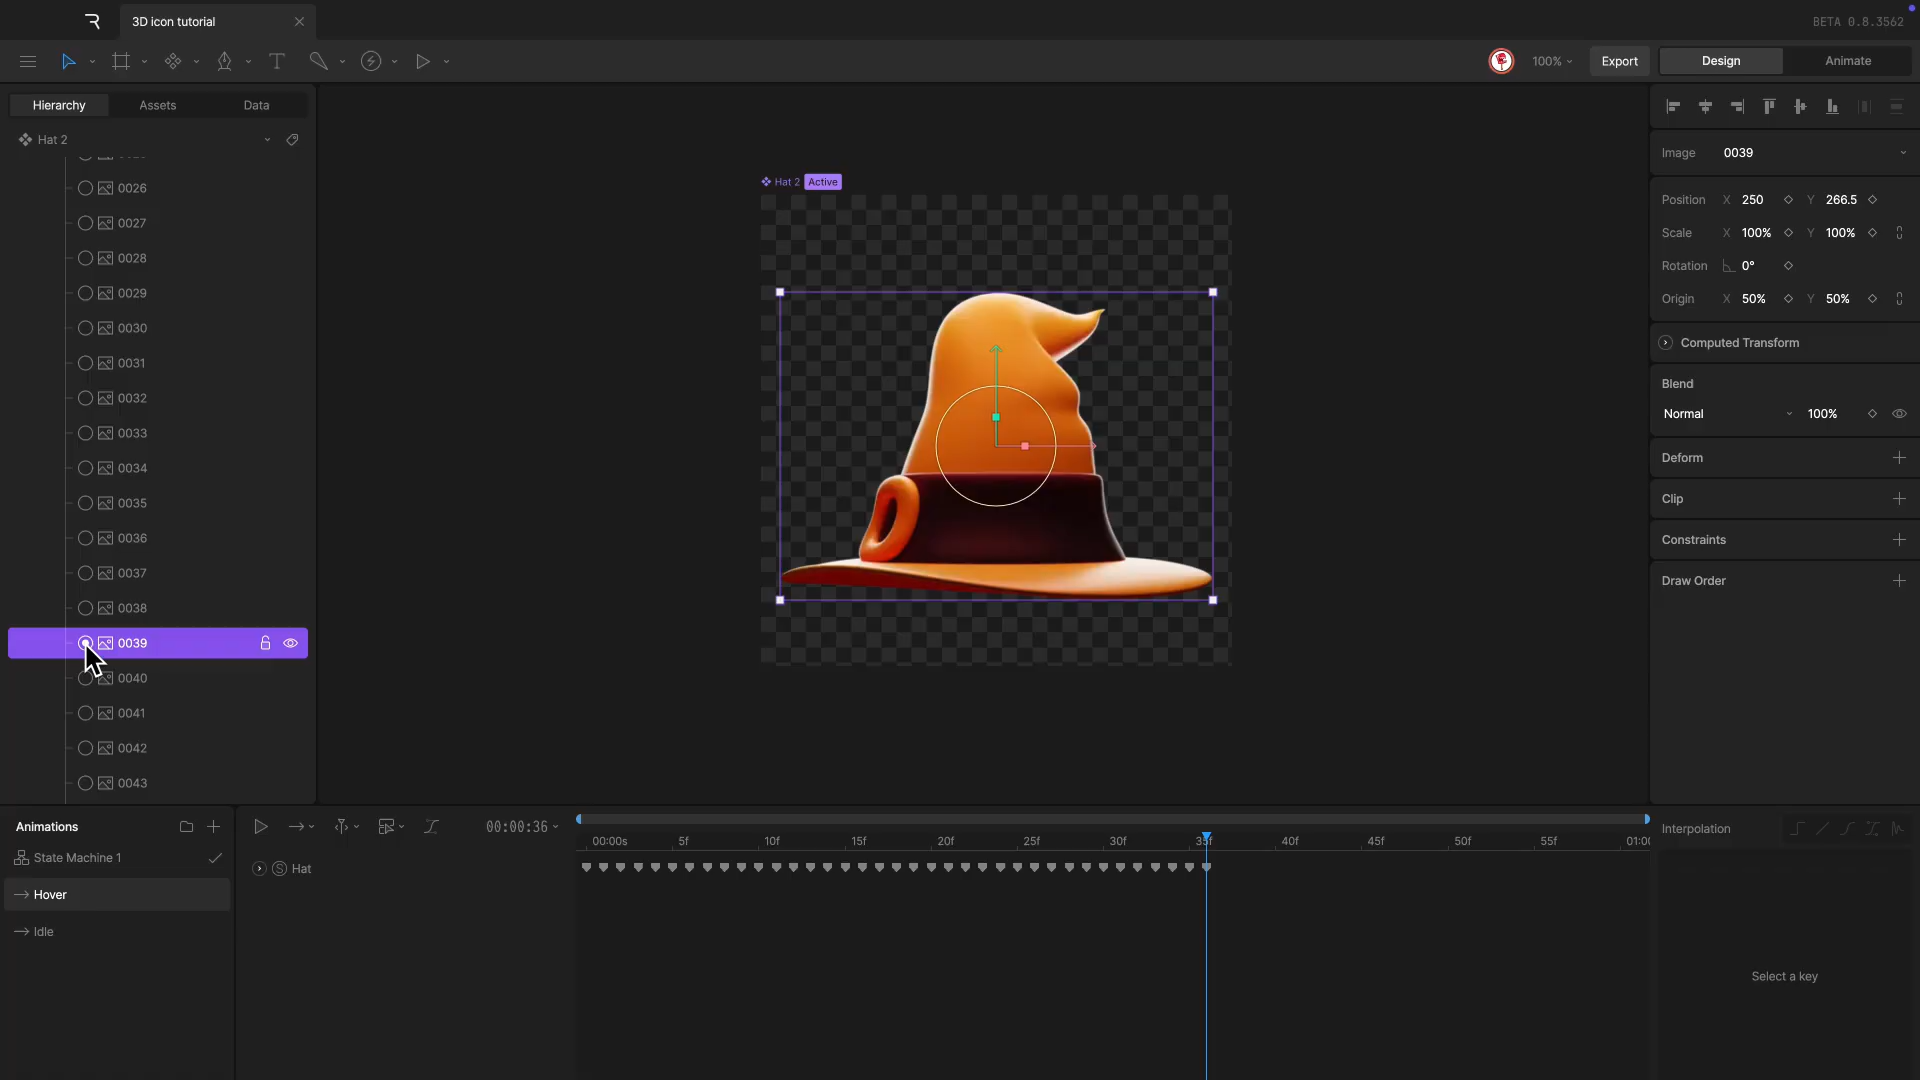 3D icon tutorial
BETA 0.8.3562
100%
Export
Design
Animate
Hierarchy
Assets
Data
Hat 2
0026
0027
0028
0029
0030
0031
0032
0033
0034
0035
0036
0037
0038
0039
0040
0041
0042
0043
Hat 2 Active
Image 0039
Position X 250 Y 266.5
Scale X 100% Y 100%
Rotation 0°
Origin X 50% Y 50%
Computed Transform
Blend
Normal 100%
Deform
Clip
Constraints
Draw Order
Animations
State Machine 1
Hover
Idle
00:00:36
00:00s 5f 10f 15f 20f 25f 30f 35f 40f 45f 50f 55f
S Hat
Interpolation
Select a key